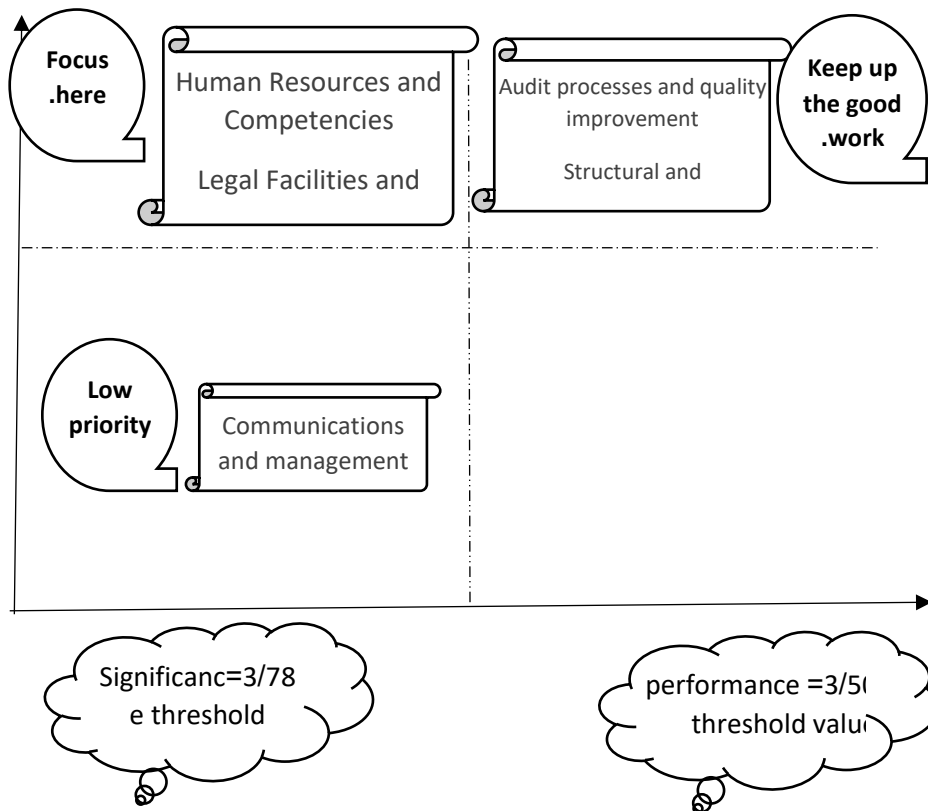 Focus
.here
Human Resources and
Competencies
Legal Facilities and
Audit processes and quality
improvement
Structural and
Keep up
the good
.work
Low
priority
Communications
and management
Significanc=3/78
e threshold
performance =3/5
threshold valu